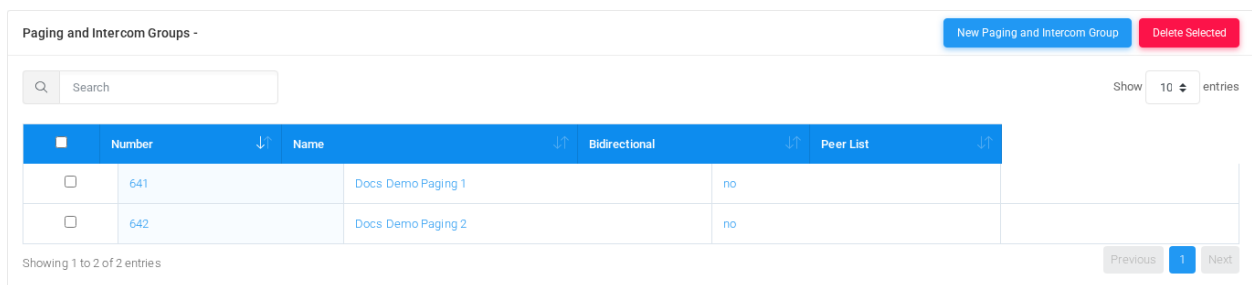 Paging and Intercom Groups -
New Paging and Intercom Group
Delete Selected
Search
Show 10 entries
Number Name Bidirectional Peer List
641 Docs Demo Paging 1 no
642 Docs Demo Paging 2 no
Showing 1 to 2 of 2 entries
Previous 1 Next